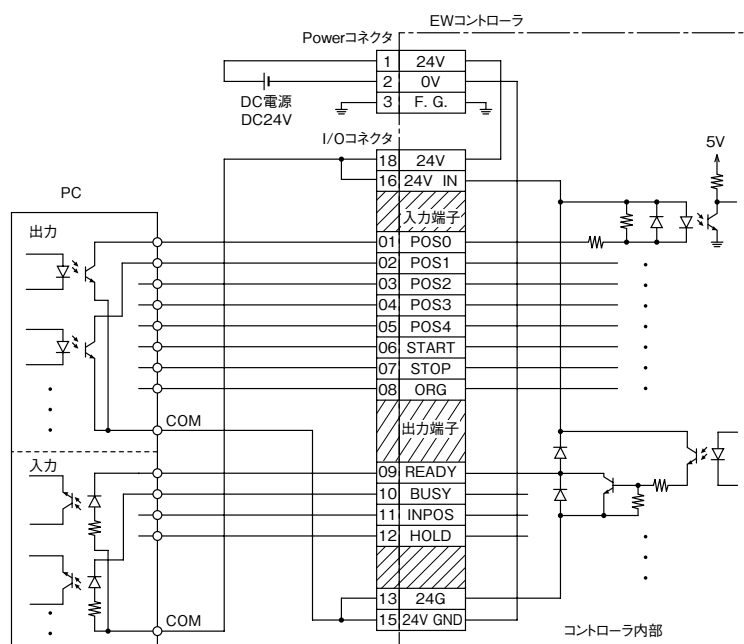 EWコントローラ
Powerコネクタ
1 24V
2 0V
3 F. G.
DC電源
DC24V
I/Oコネクタ
18 24V
16 24V IN
5V
PC
入力端子
出力
01 POS0
02 POS1
03 POS2
04 POS3
05 POS4
06 START
07 STOP
08 ORG
COM
出力端子
入力
09 READY
10 BUSY
11 INPOS
12 HOLD
13 24G
COM
15 24V GND
コントローラ内部